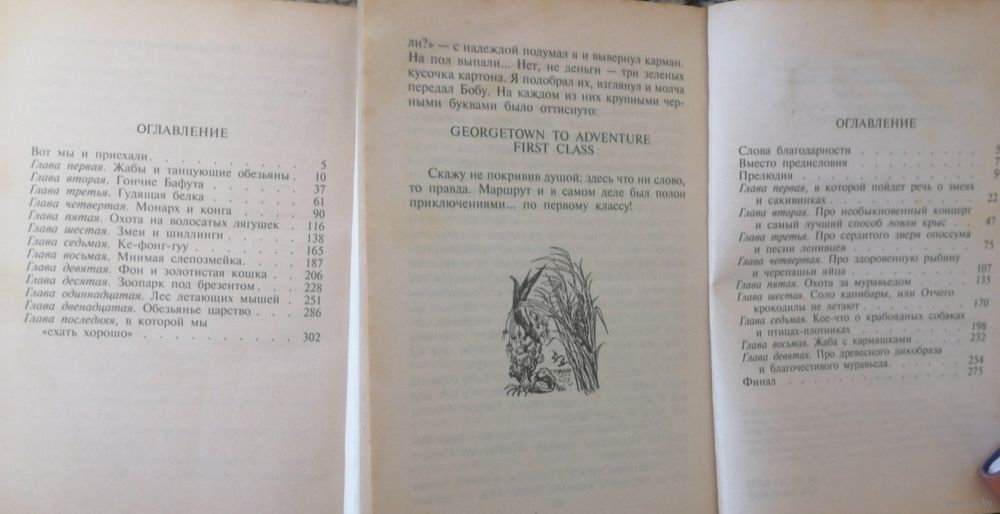 ОГЛАВЛЕНИЕ
Вот мы и приехали. . . . . . . . . . . 5
Глава первая. Жабы и танцующие обезьяны . 10
Глава вторая. Гончие Бафута . . . . . . . 37
Глава третья. Гудящая белка . . . . . . . 61
Глава четвертая. Монарх и конга . . . . . 90
Глава пятая. Охота на волосатых лягушек . 116
Глава шестая. Змеи и шиллинги . . . . . . 138
Глава седьмая. Ке-фонг-гуу . . . . . . . 165
Глава восьмая. Мнимая слепозмейка. . . . . 187
Глава девятая. Фон и золотистая кошка . . 206
Глава десятая. Зоопарк под брезентом. . . 228
Глава одиннадцатая. Лес летающих мышей . 251
Глава двенадцатая. Обезьянье царство . . . 286
Глава последняя, в которой мы
«ехать хорошо» . . . . . . . . . . . 302
ли?» — с надеждой подумал я и вывернул карман.
На пол выпали... Нет, не деньги — три зеленых
кусочка картона. Я подобрал их, взглянул и молча
передал Бобу. На каждом из них крупными чер-
ными буквами было оттиснуто:
GEORGETOWN TO ADVENTURE
FIRST CLASS
Скажу не покривив душой: здесь что ни слово,
то правда. Маршрут и в самом деле был полон
приключениями... по первому классу!
ОГЛАВЛЕНИЕ
Слова благодарности . . . . . . . . . 5
Вместо предисловия . . . . . . . . .
Прелюдия . . . . . . . . . . . . . . 9
Глава первая, в которой пойдет речь о змеях
и сакивинках . . . . . . . . . . . 22
Глава вторая. Про необыкновенный концерт
и самый лучший способ ловли крыс . . 47
Глава третья. Про сердитого зверя опоссума
и песни ленивцев . . . . . . . . . 75
Глава четвертая. Про здоровенную рыбину
и черепашьи яйца . . . . . . . . . 107
Глава пятая. Охота за муравьедом . . . . 135
Глава шестая. Соло капибары, или Отчего
крокодилы не летают . . . . . . . . 170
Глава седьмая. Кое-что о крабоядных собаках
и птицах-плотниках . . . . . . . . 198
Глава восьмая. Жаба с кармашками . . . . 232
Глава девятая. Про древесного дикобраза
и благочестивого муравьеда. . . . . . 254
Финал . . . . . . . . . . . . . . . 275